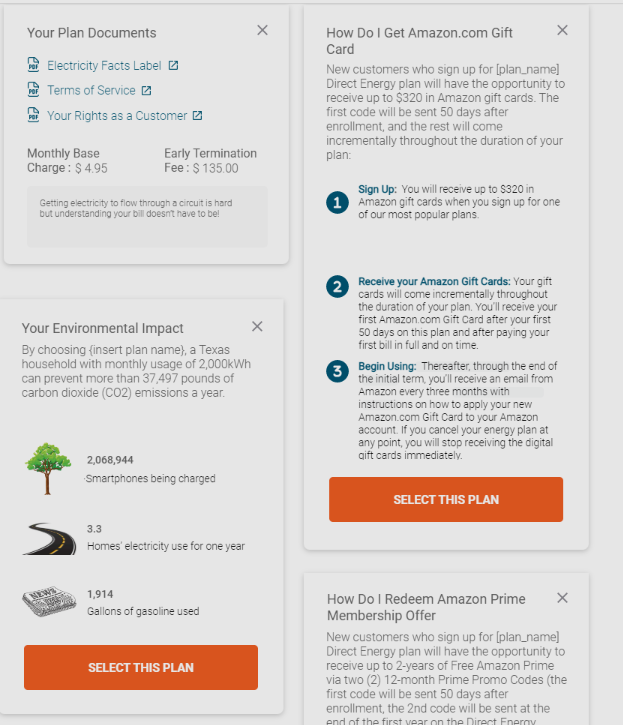 Your Plan Documents
Electricity Facts Label
Terms of Service
Your Rights as a Customer
Monthly Base
Charge : $ 4.95
Early Termination
Fee : $ 135.00
Getting electricity to flow through a circuit is hard
but understanding your bill doesn't have to be!
Your Environmental Impact
By choosing {insert plan name}, a Texas
household with monthly usage of 2,000kWh
can prevent more than 37,497 pounds of
carbon dioxide (CO2) emissions a year.
2,068,944
Smartphones being charged
3.3
Homes' electricity use for one year
NEWS
1,914
Gallons of gasoline used
SELECT THIS PLAN
How Do I Get Amazon.com Gift
Card
New customers who sign up for [plan_name]
Direct Energy plan will have the opportunity to
receive up to $320 in Amazon gift cards. The
first code will be sent 50 days after
enrollment, and the rest will come
incrementally throughout the duration of your
plan:
1
Sign Up: You will receive up to $320 in
Amazon gift cards when you sign up for one
of our most popular plans.
2
Receive your Amazon Gift Cards: Your gift
cards will come incrementally throughout
the duration of your plan. You'll receive your
first Amazon.com Gift Card after your first
50 days on this plan and after paying your
first bill in full and on time.
3
Begin Using: Thereafter, through the end of
the initial term, you'll receive an email from
Amazon every three months with
instructions on how to apply your new
Amazon.com Gift Card to your Amazon
account. If you cancel your energy plan at
any point, you will stop receiving the digital
gift cards immediately.
SELECT THIS PLAN
How Do I Redeem Amazon Prime
Membership Offer
New customers who sign up for [plan_name]
Direct Energy plan will have the opportunity to
receive up to 2-years of Free Amazon Prime
via two (2) 12-month Prime Promo Codes (the
first code will be sent 50 days after
enrollment, the 2nd code will be sent at the
end of the first year on the Direct Energy